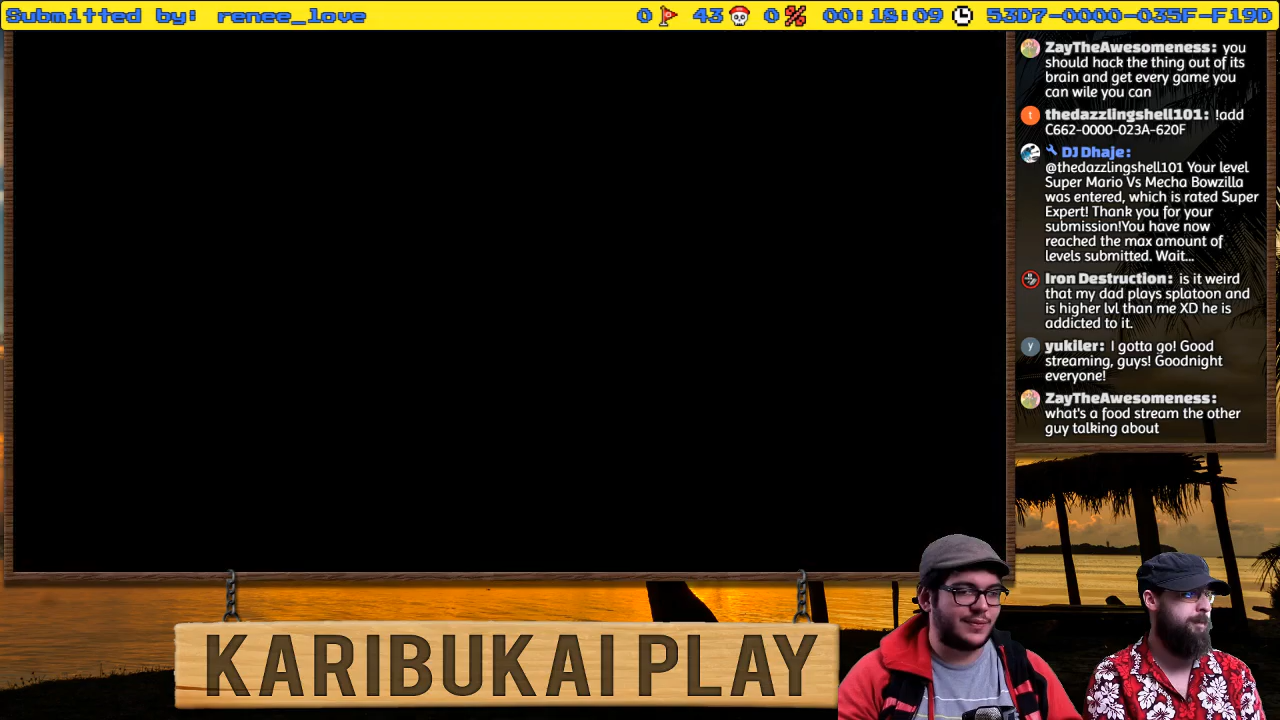 Submitted by: renee_love
0 43 0 00:18:09 53D7-0000-035F-F19D
ZayTheAwesomeness: you
should hack the thing out of its
brain and get every game you
can wile you can
t thedazzlingshell101: !add
C662-0000-023A-620F
DJ Dhaje:
@thedazzlingshell101 Your level
Super Mario Vs Mecha Bowzilla
was entered, which is rated Super
Expert! Thank you for your
submission!You have now
reached the max amount of
levels submitted. Wait...
Iron Destruction: is it weird
that my dad plays splatoon and
is higher lvl than me XD he is
addicted to it.
y yukiler: I gotta go! Good
streaming, guys! Goodnight
everyone!
ZayTheAwesomeness:
what's a food stream the other
guy talking about
KARIBUKAI PLAY